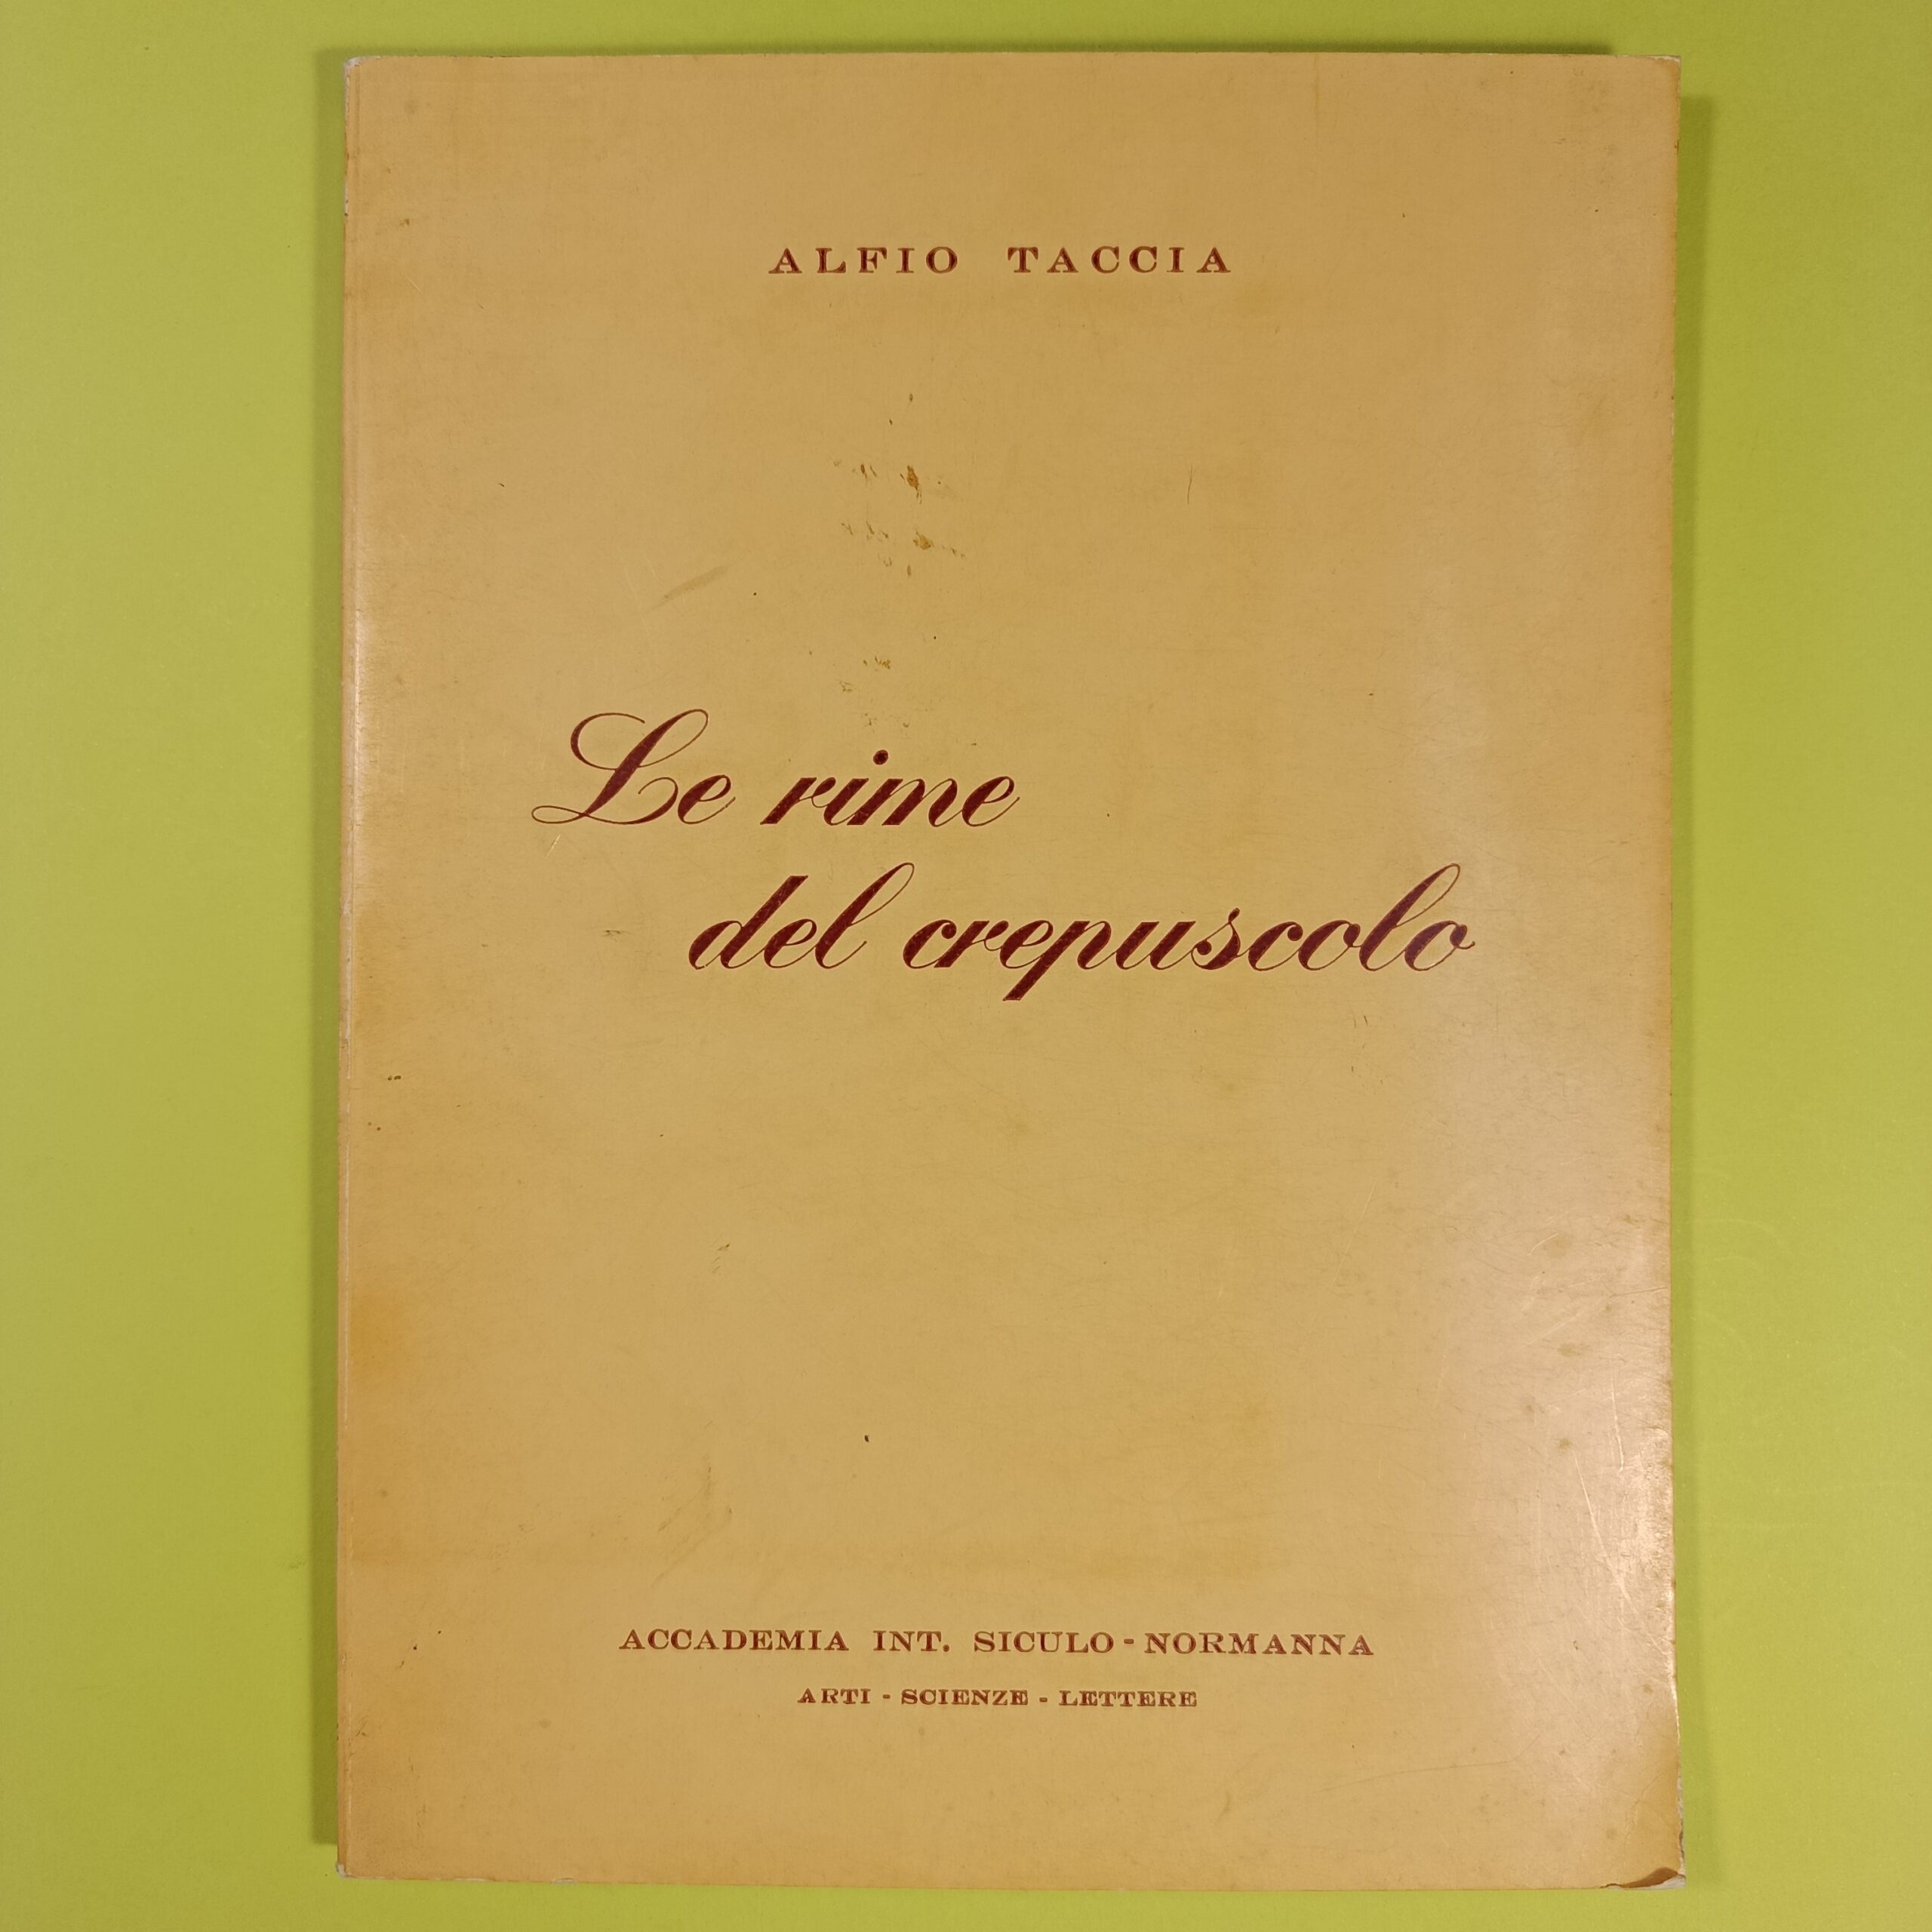 ALFIO TACCIA
Le rime
del crepuscolo
ACCADEMIA INT. SICULO-NORMANNA
ARTI - SCIENZE - LETTERE